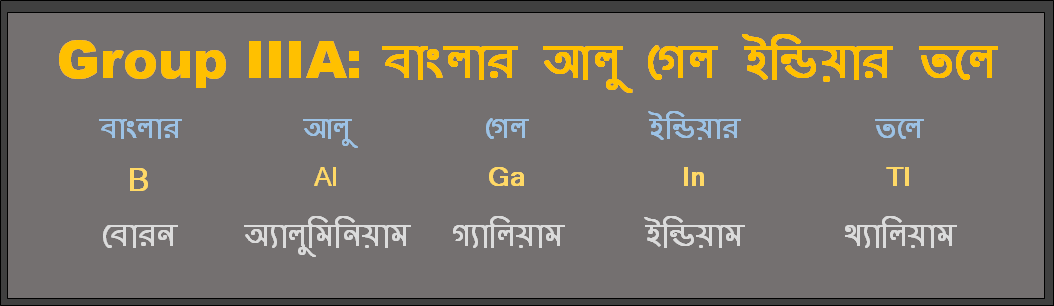 Group IIIA: বাংলার আলু গেল ইন্ডিয়ার তলে
বাংলার আলু গেল ইন্ডিয়ার তলে
B Al Ga In Tl
বোরন অ্যালুমিনিয়াম গ্যালিয়াম ইন্ডিয়াম থ্যালিয়াম